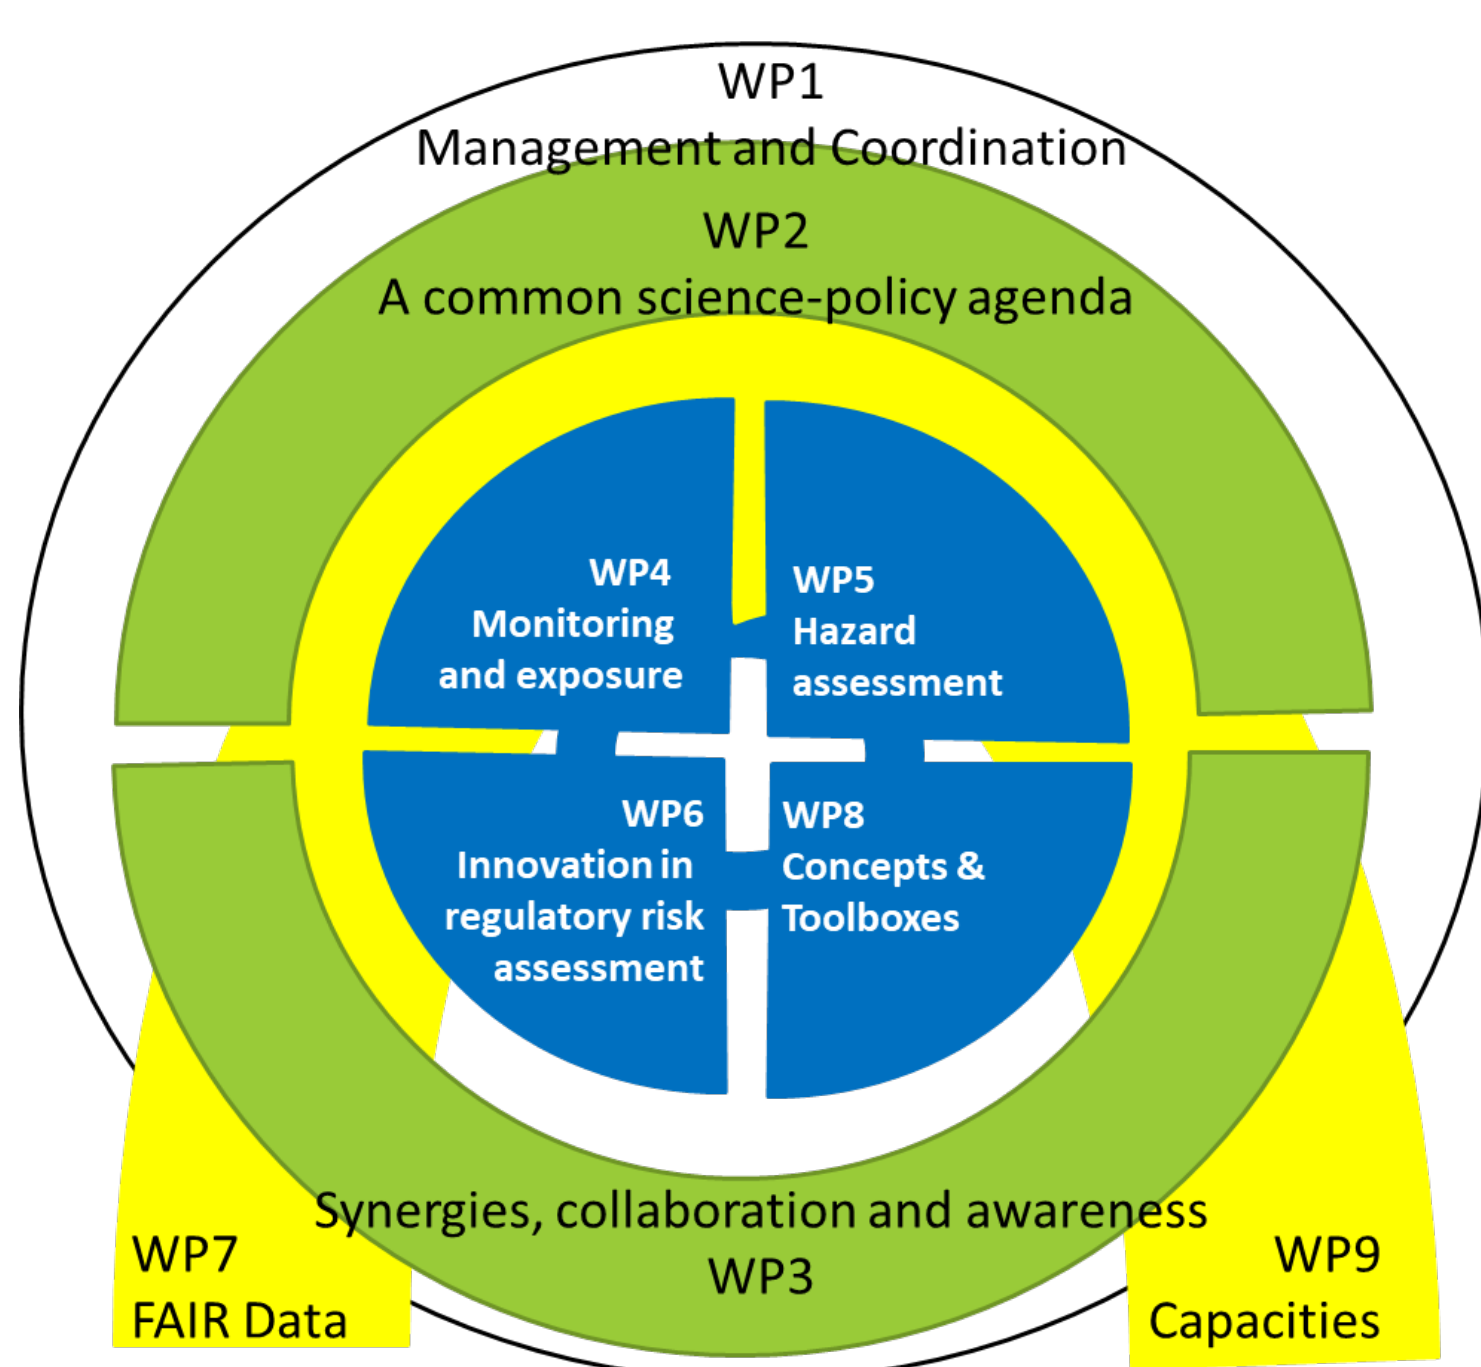 WP1
Management and Coordination
WP2
A common science-policy agenda
WP4
Monitoring
and exposure
WP5
Hazard
assessment
WP6
Innovation in
regulatory risk
assessment
WP8
Concepts &
Toolboxes
Synergies, collaboration and awareness
WP3
WP7
FAIR Data
WP9
Capacities